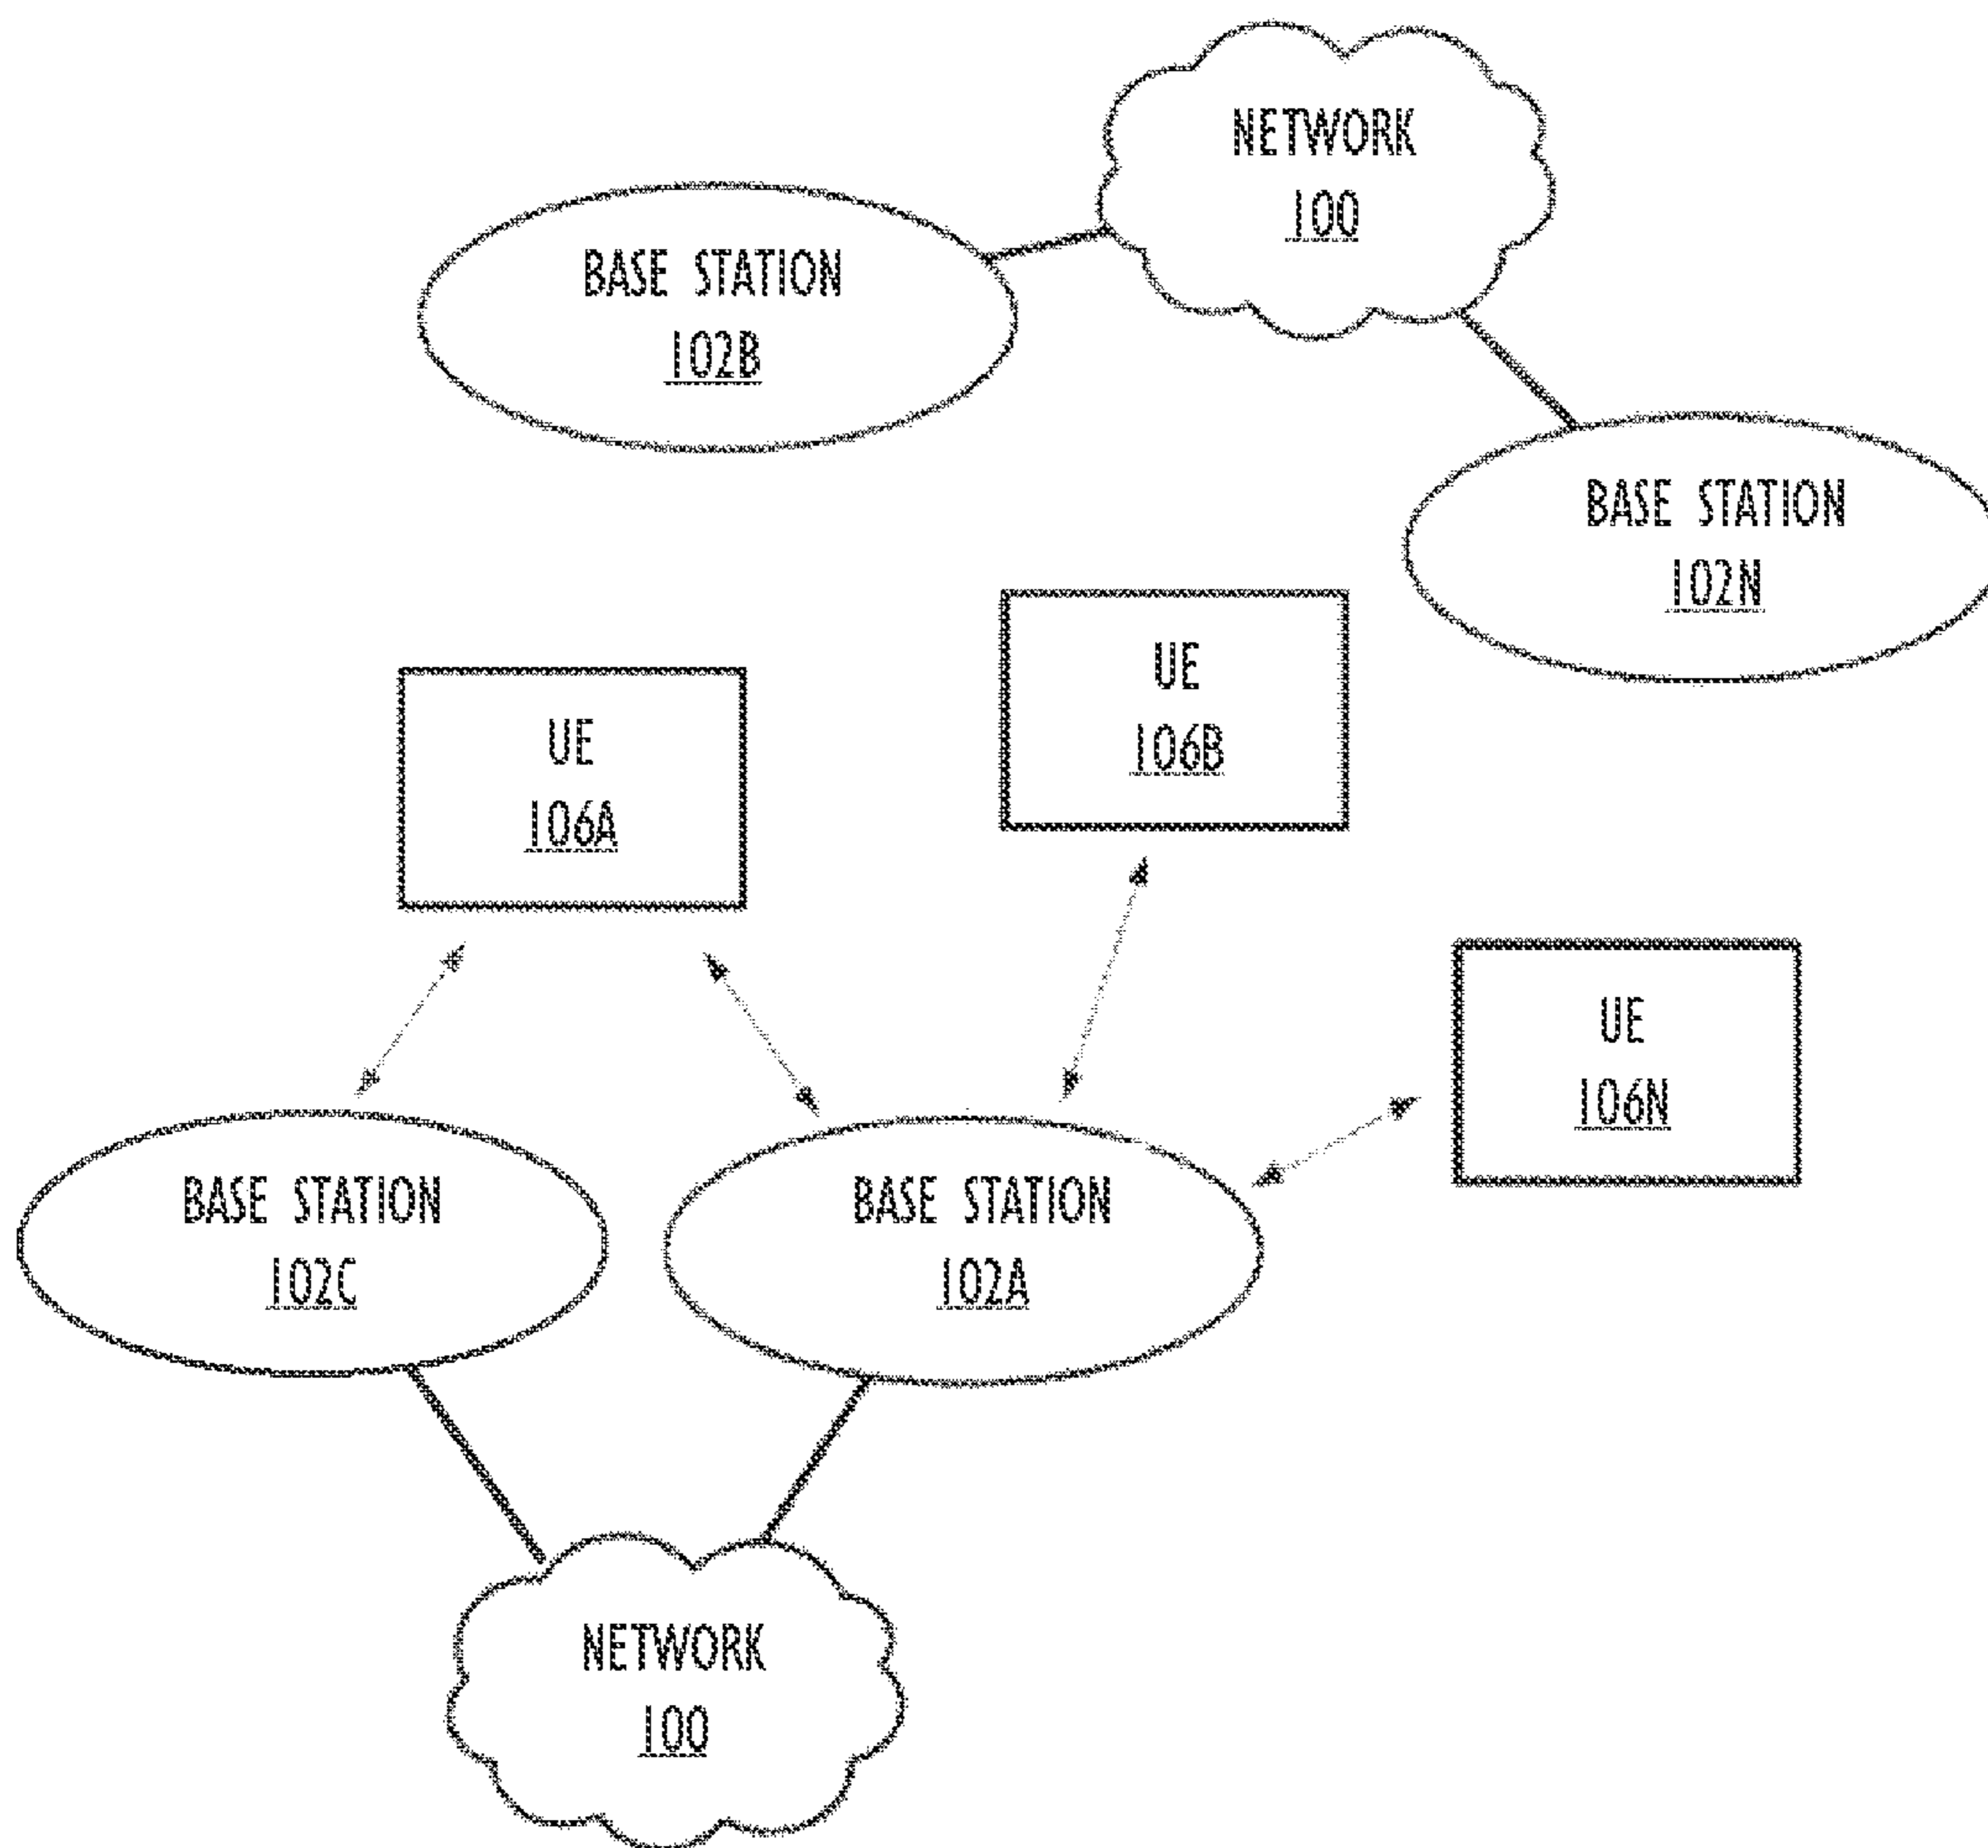 NETWORK
100
BASE STATION
102B
BASE STATION
102N
UE
106B
UE
106A
UE
106N
BASE STATION
102C
BASE STATION
102A
NETWORK
100